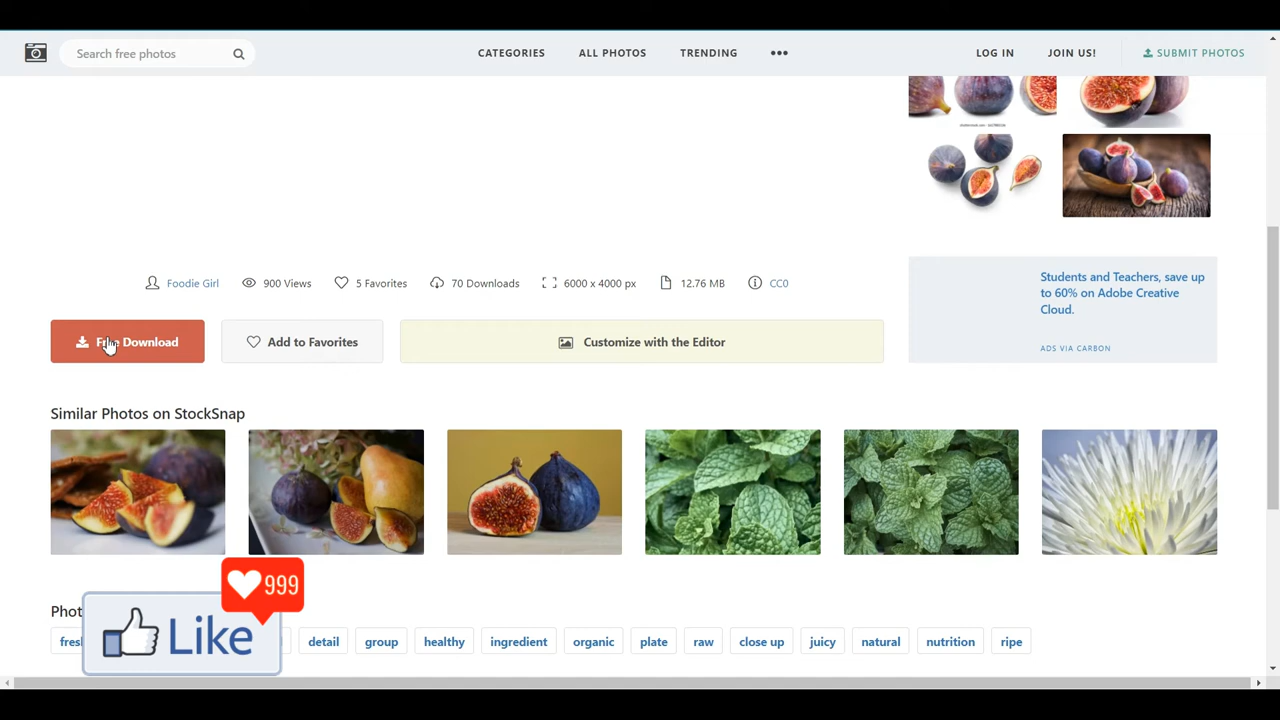 Search free photos
CATEGORIES
ALL PHOTOS
TRENDING
•••
LOG IN
JOIN US!
SUBMIT PHOTOS
Foodie Girl
900 Views
5 Favorites
70 Downloads
6000 x 4000 px
12.76 MB
CC0
Free Download
Add to Favorites
Customize with the Editor
Students and Teachers, save up
to 60% on Adobe Creative
Cloud.
ADS VIA CARBON
Similar Photos on StockSnap
999
Like
detail
group
healthy
ingredient
organic
plate
raw
close up
juicy
natural
nutrition
ripe